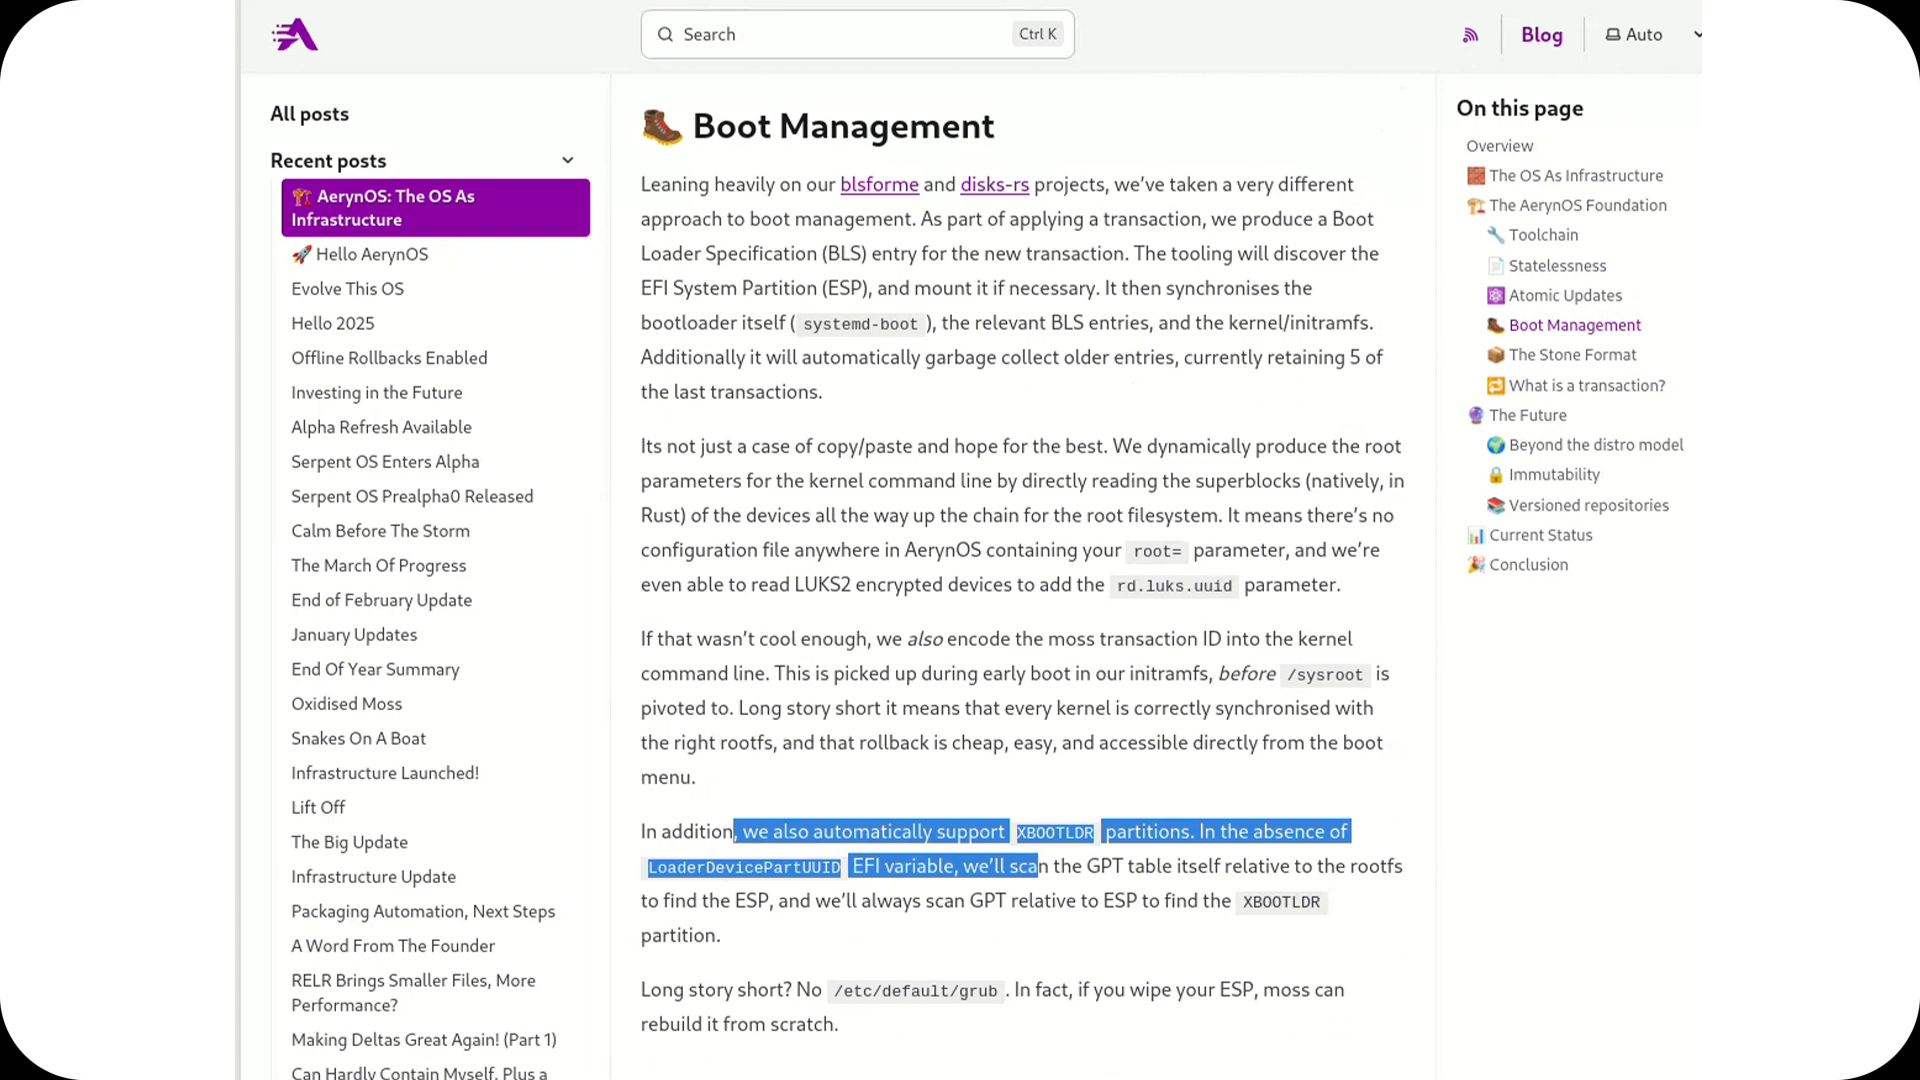 Search
Ctrl K
Blog
Auto
All posts
Recent posts
🏗️ AerynOS: The OS As
Infrastructure
🚀 Hello AerynOS
Evolve This OS
Hello 2025
Offline Rollbacks Enabled
Investing in the Future
Alpha Refresh Available
Serpent OS Enters Alpha
Serpent OS Prealpha0 Released
Calm Before The Storm
The March Of Progress
End of February Update
January Updates
End Of Year Summary
Oxidised Moss
Snakes On A Boat
Infrastructure Launched!
Lift Off
The Big Update
Infrastructure Update
Packaging Automation, Next Steps
A Word From The Founder
RELR Brings Smaller Files, More
Performance?
Making Deltas Great Again! (Part 1)
Can Hardly Contain Myself, Plus a
🥾 Boot Management
Leaning heavily on our blsforme and disks-rs projects, we’ve taken a very different
approach to boot management. As part of applying a transaction, we produce a Boot
Loader Specification (BLS) entry for the new transaction. The tooling will discover the
EFI System Partition (ESP), and mount it if necessary. It then synchronises the
bootloader itself ( systemd-boot ), the relevant BLS entries, and the kernel/initramfs.
Additionally it will automatically garbage collect older entries, currently retaining 5 of
the last transactions.
Its not just a case of copy/paste and hope for the best. We dynamically produce the root
parameters for the kernel command line by directly reading the superblocks (natively, in
Rust) of the devices all the way up the chain for the root filesystem. It means there’s no
configuration file anywhere in AerynOS containing your root= parameter, and we’re
even able to read LUKS2 encrypted devices to add the rd.luks.uuid parameter.
If that wasn’t cool enough, we also encode the moss transaction ID into the kernel
command line. This is picked up during early boot in our initramfs, before /sysroot is
pivoted to. Long story short it means that every kernel is correctly synchronised with
the right rootfs, and that rollback is cheap, easy, and accessible directly from the boot
menu.
In addition, we also automatically support XBOOTLDR partitions. In the absence of
LoaderDevicePartUUID EFI variable, we’ll scan the GPT table itself relative to the rootfs
to find the ESP, and we’ll always scan GPT relative to ESP to find the XBOOTLDR
partition.
Long story short? No /etc/default/grub . In fact, if you wipe your ESP, moss can
rebuild it from scratch.
On this page
Overview
🧱 The OS As Infrastructure
🏗️ The AerynOS Foundation
🔧 Toolchain
📄 Statelessness
⚛️ Atomic Updates
🥾 Boot Management
📦 The Stone Format
🔁 What is a transaction?
🔮 The Future
🌍 Beyond the distro model
🔒 Immutability
📚 Versioned repositories
📊 Current Status
🎉 Conclusion